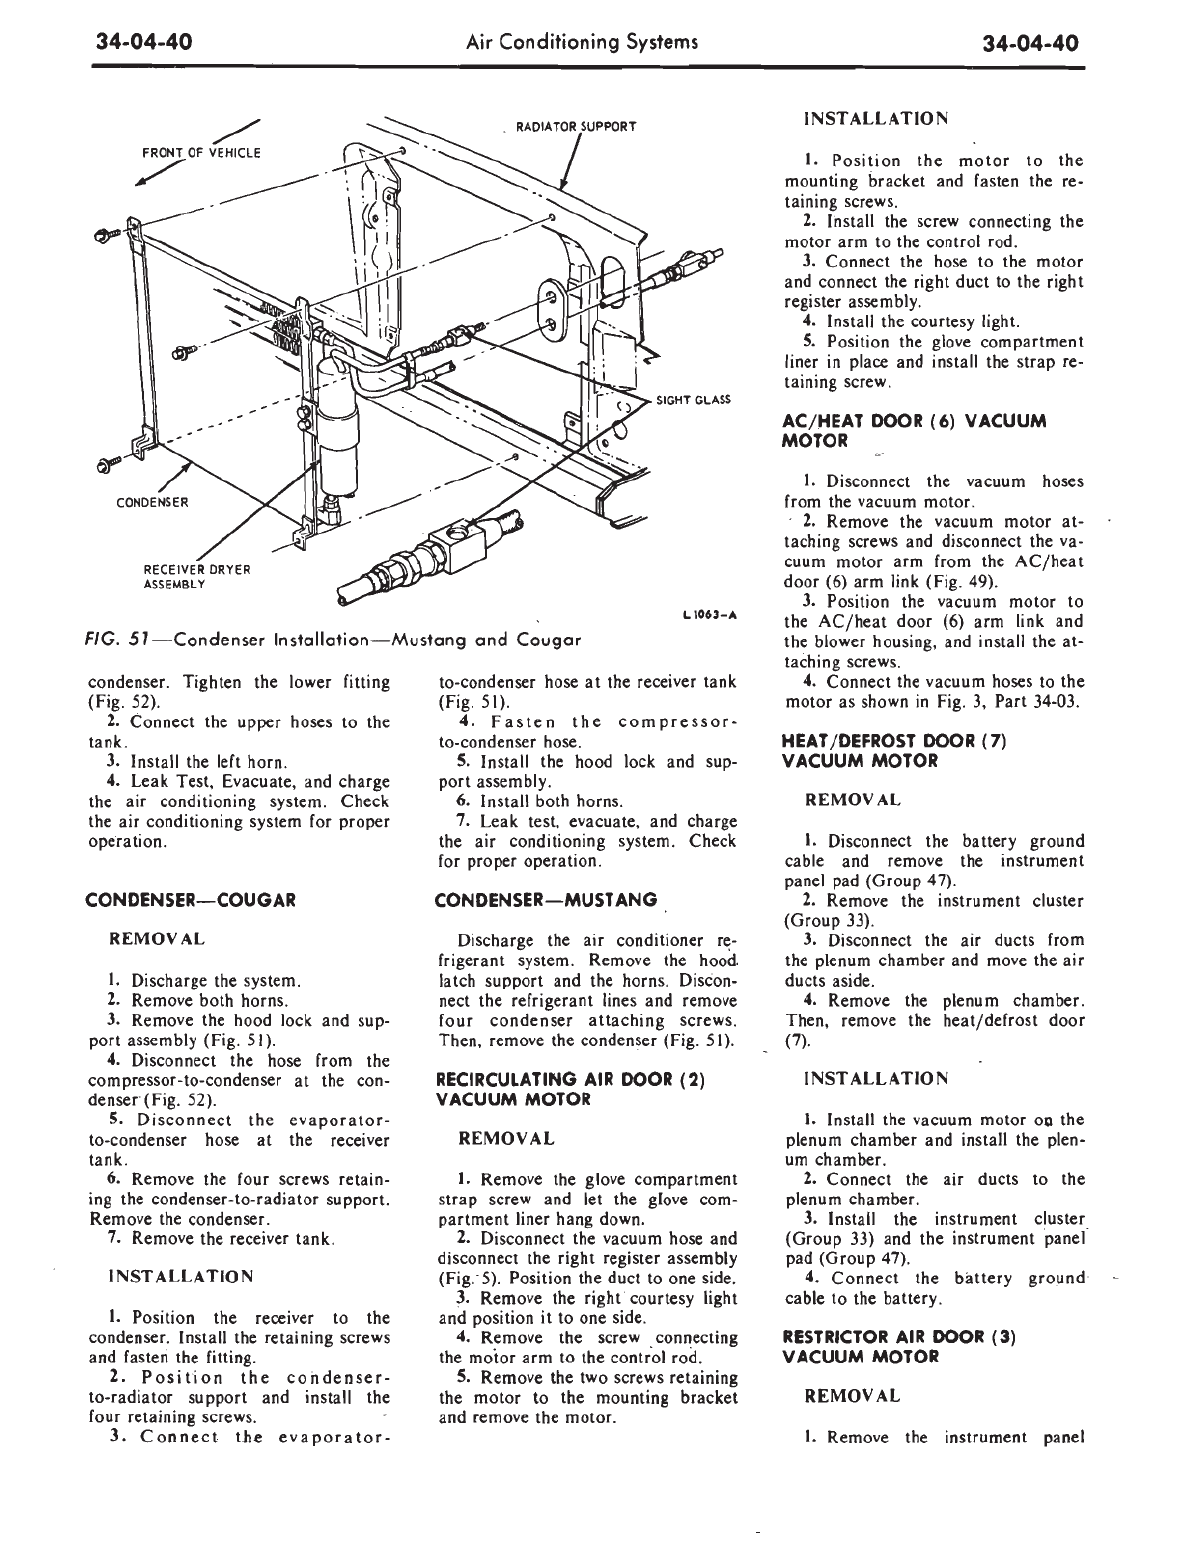 34-04-40
Air Conditioning Systems
34-04-40
FRONT OF VEHICLE
RADIATOR SUPPORT
SIGHT GLASS
CONDENSER
RECEIVER DRYER
ASSEMBLY
L1063-A
FIG. 51—Condenser Installation—Mustang and Cougar
condenser. Tighten the lower fitting
(Fig. 52).
2. Connect the upper hoses to the
tank.
3. Install the left horn.
4. Leak Test, Evacuate, and charge
the air conditioning system. Check
the air conditioning system for proper
operation.
CONDENSER—COUGAR
REMOVAL
1. Discharge the system.
2. Remove both horns.
3. Remove the hood lock and sup-
port assembly (Fig. 51).
4. Disconnect the hose from the
compressor-to-condenser at the con-
denser (Fig. 52).
5. Disconnect the evaporator-
to-condenser hose at the receiver
tank.
6. Remove the four screws retain-
ing the condenser-to-radiator support.
Remove the condenser.
7. Remove the receiver tank.
INSTALLATION
1. Position the receiver to the
condenser. Install the retaining screws
and fasten the fitting.
2. Position the condenser-
to-radiator support and install the
four retaining screws.
3. Connect the evaporator-
to-condenser hose at the receiver tank
(Fig. 51).
4. Fasten the compressor-
to-condenser hose.
5. Install the hood lock and sup-
port assembly.
6. Install both horns.
7. Leak test, evacuate, and charge
the air conditioning system. Check
for proper operation.
CONDENSER—MUSTANG
Discharge the air conditioner re-
frigerant system. Remove the hood
latch support and the horns. Discon-
nect the refrigerant lines and remove
four condenser attaching screws.
Then, remove the condenser (Fig. 51).
RECIRCULATING AIR DOOR (2)
VACUUM MOTOR
REMOVAL
1. Remove the glove compartment
strap screw and let the glove com-
partment liner hang down.
2. Disconnect the vacuum hose and
disconnect the right register assembly
(Fig. 5). Position the duct to one side.
3. Remove the right courtesy light
and position it to one side.
4. Remove the screw connecting
the motor arm to the control rod.
5. Remove the two screws retaining
the motor to the mounting bracket
and remove the motor.
INSTALLATION
1. Position the motor to the
mounting bracket and fasten the re-
taining screws.
2. Install the screw connecting the
motor arm to the control rod.
3. Connect the hose to the motor
and connect the right duct to the right
register assembly.
4. Install the courtesy light.
5. Position the glove compartment
liner in place and install the strap re-
taining screw.
AC/HEAT DOOR (6) VACUUM
MOTOR
1. Disconnect the vacuum hoses
from the vacuum motor.
2. Remove the vacuum motor at-
taching screws and disconnect the va-
cuum motor arm from the AC/heat
door (6) arm link (Fig. 49).
3. Position the vacuum motor to
the AC/heat door (6) arm link and
the blower housing, and install the at-
taching screws.
4. Connect the vacuum hoses to the
motor as shown in Fig. 3, Part 34-03.
HEAT/DEFROST DOOR (7)
VACUUM MOTOR
REMOVAL
1. Disconnect the battery ground
cable and remove the instrument
panel pad (Group 47).
2. Remove the instrument cluster
(Group 33).
3. Disconnect the air ducts from
the plenum chamber and move the air
ducts aside.
4. Remove the plenum chamber.
Then, remove the heat/defrost door
(7).
INSTALLATION
1. Install the vacuum motor on the
plenum chamber and install the plen-
um chamber.
2. Connect the air ducts to the
plenum chamber.
3. Install the instrument cluster
(Group 33) and the instrument panel
pad (Group 47).
4. Connect the battery ground
cable to the battery.
RESTRICTOR AIR DOOR (3)
VACUUM MOTOR
REMOVAL
1. Remove the instrument panel